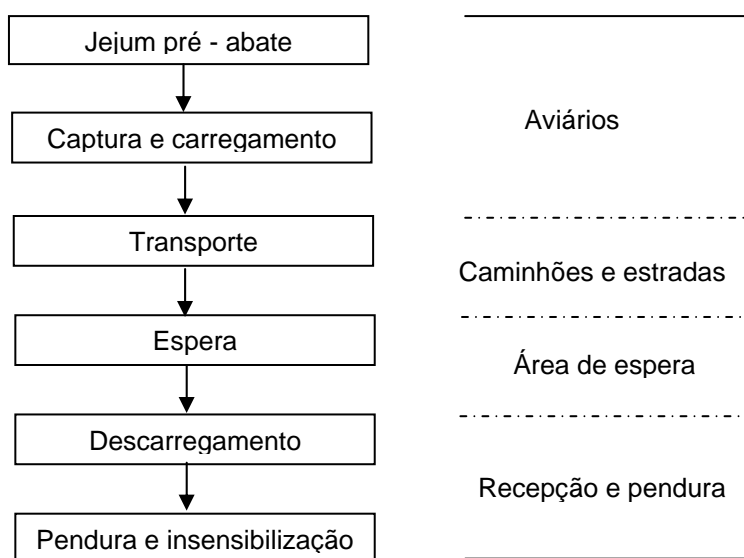 Jejum pré - abate
Captura e carregamento
Aviários
Transporte
Caminhões e estradas
Espera
Área de espera
Descarregamento
Recepção e pendura
Pendura e insensibilização